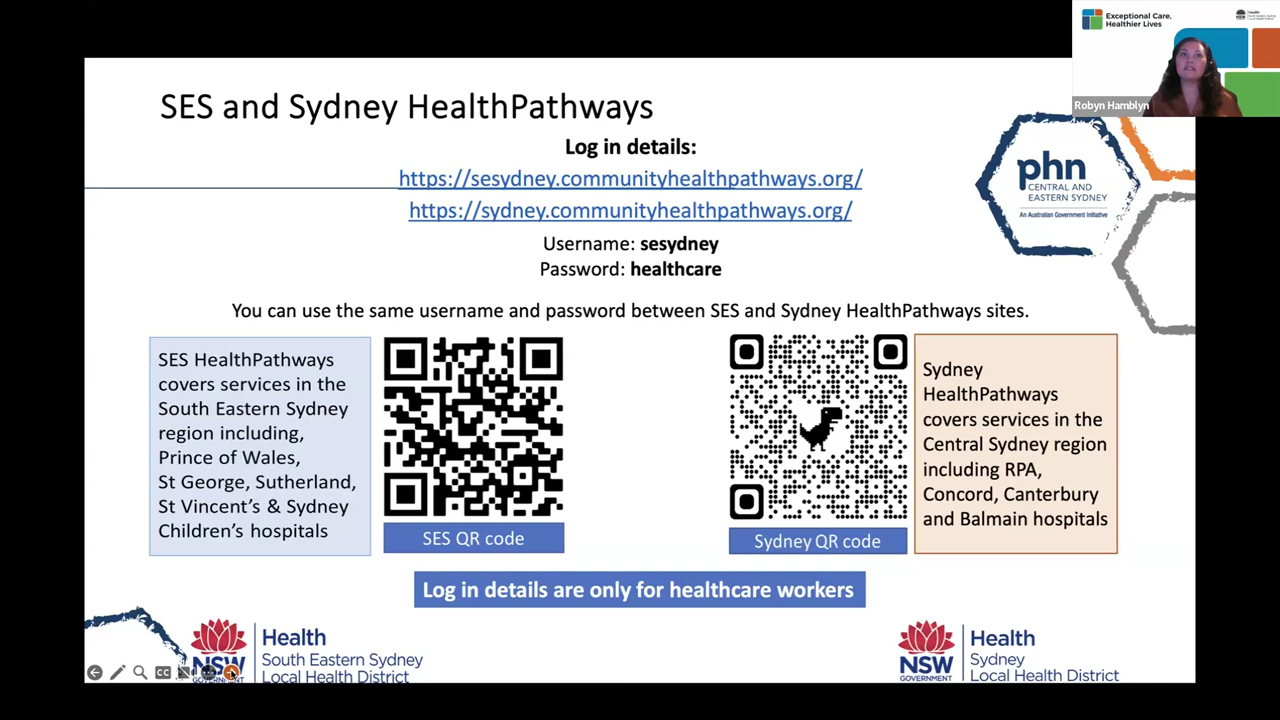 Exceptional Care,
Healthier Lives
Health
Robyn Hamblyn
SES and Sydney HealthPathways
Log in details:
https://sesydney.communityhealthpathways.org/
https://sydney.communityhealthpathways.org/
Username: sesydney
Password: healthcare
phn
CENTRAL AND
EASTERN SYDNEY
An Australian Government Initiative
You can use the same username and password between SES and Sydney HealthPathways sites.
SES HealthPathways
covers services in the
South Eastern Sydney
region including,
Prince of Wales,
St George, Sutherland,
St Vincent's & Sydney
Children's hospitals
SES QR code
Sydney QR code
Sydney
HealthPathways
covers services in the
Central Sydney region
including RPA,
Concord, Canterbury
and Balmain hospitals
Log in details are only for healthcare workers
NSW
Health
South Eastern Sydney
Local Health District
CC
NSW
GOVERNMENT
Health
Sydney
Local Health District